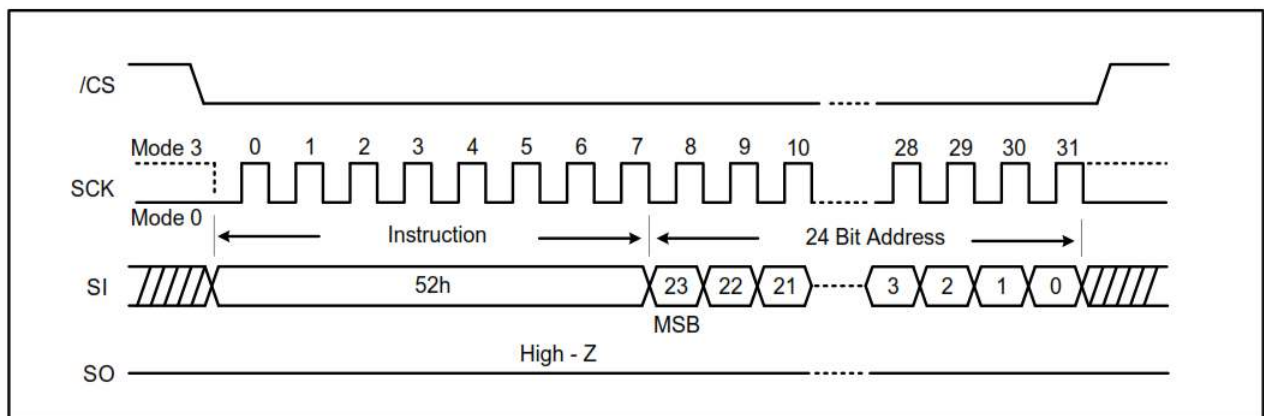 /CS
Mode 3 0 1 2 3 4 5 6 7 8 9 10 28 29 30 31
SCK
Mode 0
Instruction 24 Bit Address
SI 52h 23 22 21 3 2 1 0
MSB
High - Z
SO